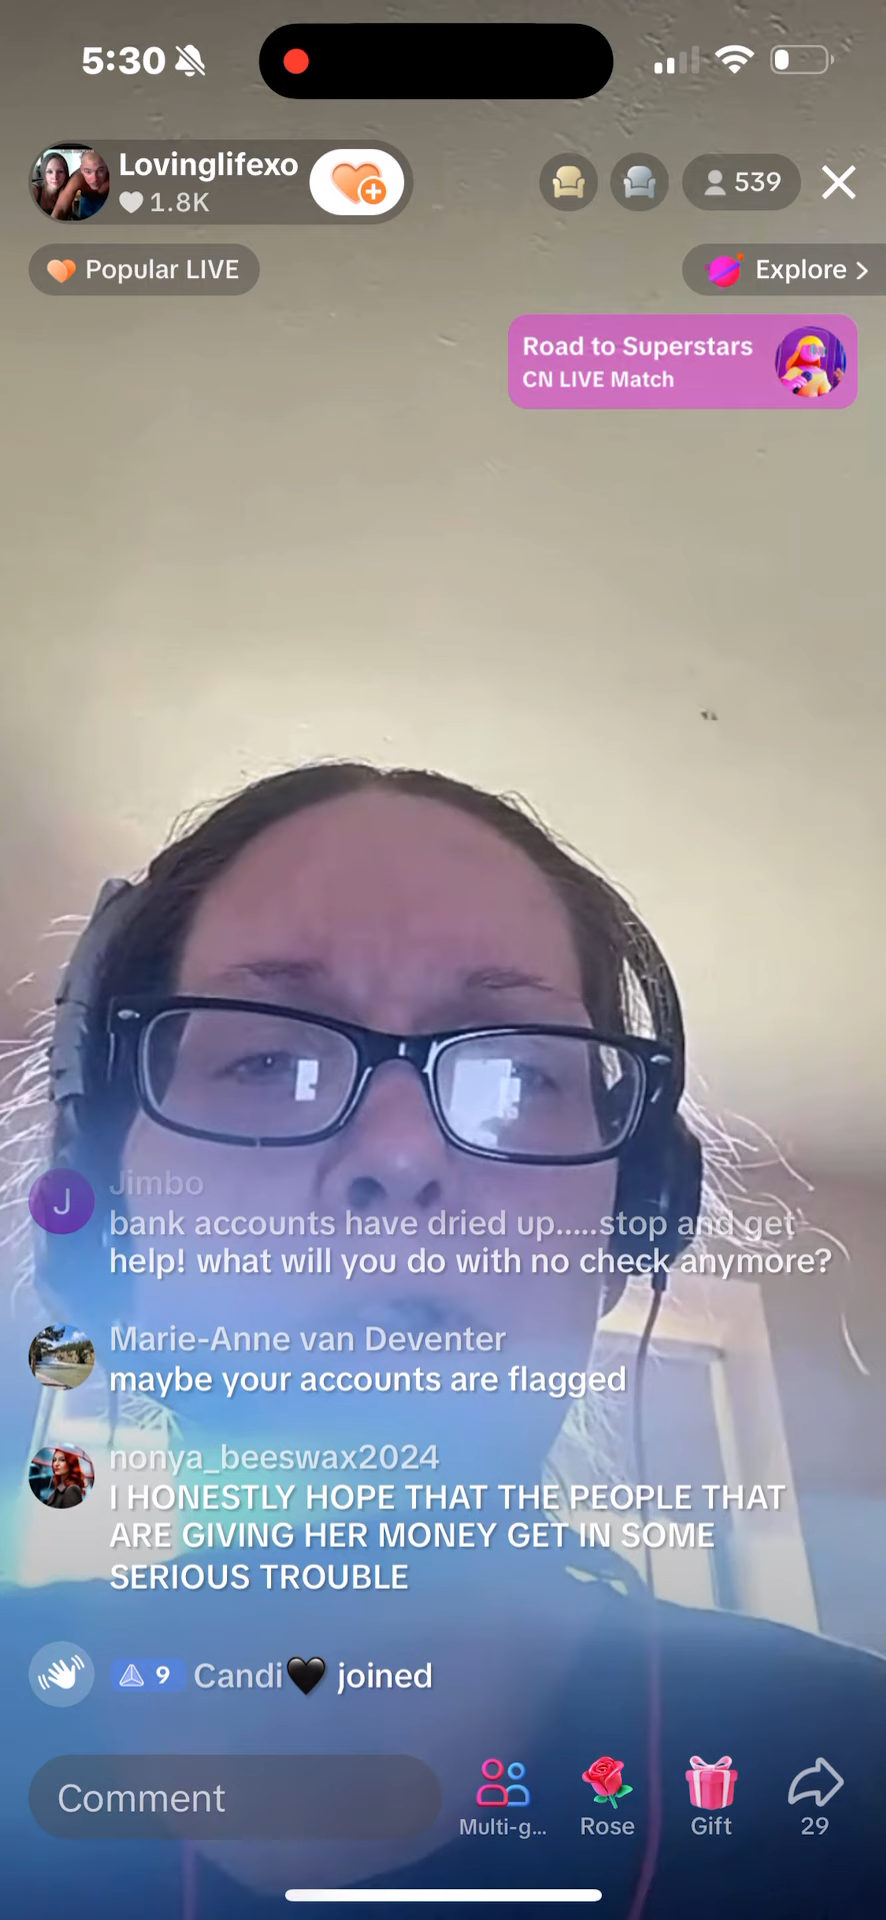 5:30
Lovinglifexo
1.8K
539
Popular LIVE
Explore >
Road to Superstars
CN LIVE Match
J
Jimbo
bank accounts have dried up.....stop and get
help! what will you do with no check anymore?
Marie-Anne van Deventer
maybe your accounts are flagged
nonya_beeswax2024
I HONESTLY HOPE THAT THE PEOPLE THAT
ARE GIVING HER MONEY GET IN SOME
SERIOUS TROUBLE
9 Candi🖤 joined
Comment
Multi-g...
Rose
Gift
29